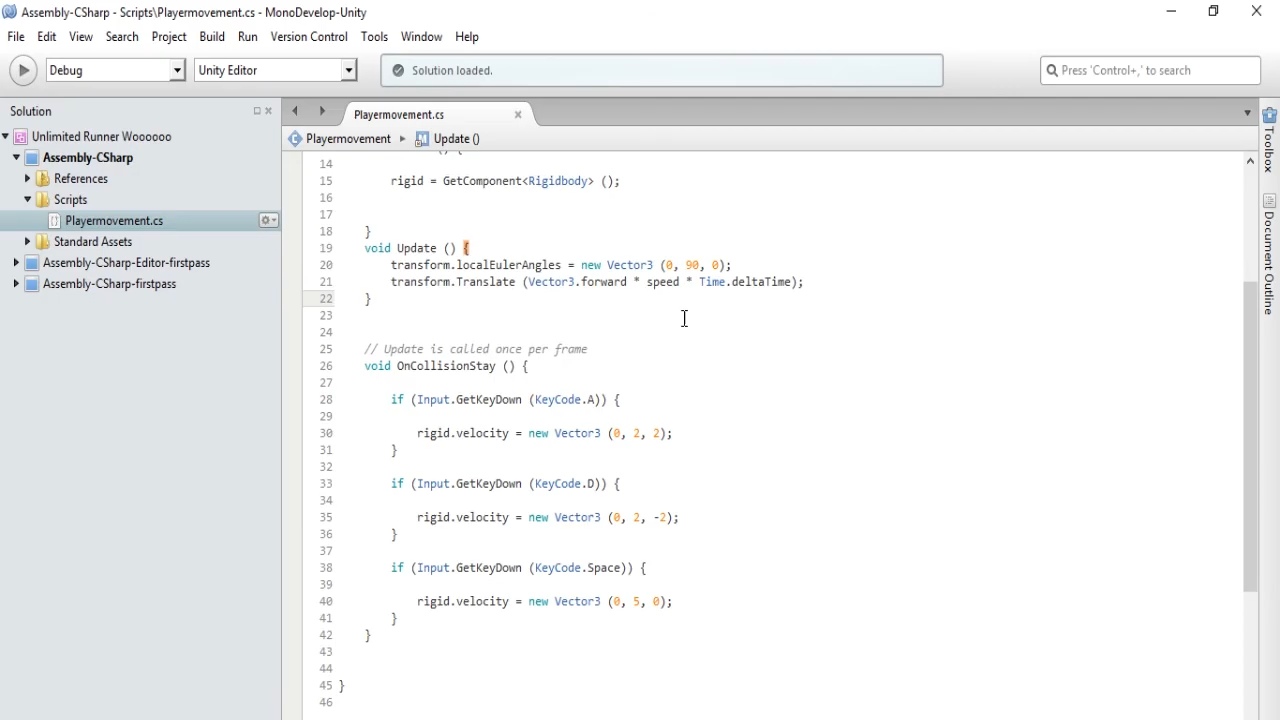 Assembly-CSharp - Scripts\Playermovement.cs - MonoDevelop-Unity
File Edit View Search Project Build Run Version Control Tools Window Help
Debug Unity Editor Solution loaded. Press 'Control+,' to search
Solution
Unlimited Runner Woooooo
Assembly-CSharp
References
Scripts
Playermovement.cs
Standard Assets
Assembly-CSharp-Editor-firstpass
Assembly-CSharp-firstpass
Playermovement.cs
Playermovement Update ()
14
15 rigid = GetComponent<Rigidbody> ();
16
17
18 }
19 void Update () {
20 transform.localEulerAngles = new Vector3 (0, 90, 0);
21 transform.Translate (Vector3.forward * speed * Time.deltaTime);
22 }
23
24
25 // Update is called once per frame
26 void OnCollisionStay () {
27
28 if (Input.GetKeyDown (KeyCode.A)) {
29
30 rigid.velocity = new Vector3 (0, 2, 2);
31 }
32
33 if (Input.GetKeyDown (KeyCode.D)) {
34
35 rigid.velocity = new Vector3 (0, 2, -2);
36 }
37
38 if (Input.GetKeyDown (KeyCode.Space)) {
39
40 rigid.velocity = new Vector3 (0, 5, 0);
41 }
42 }
43
44
45 }
46
Toolbox
Document Outline